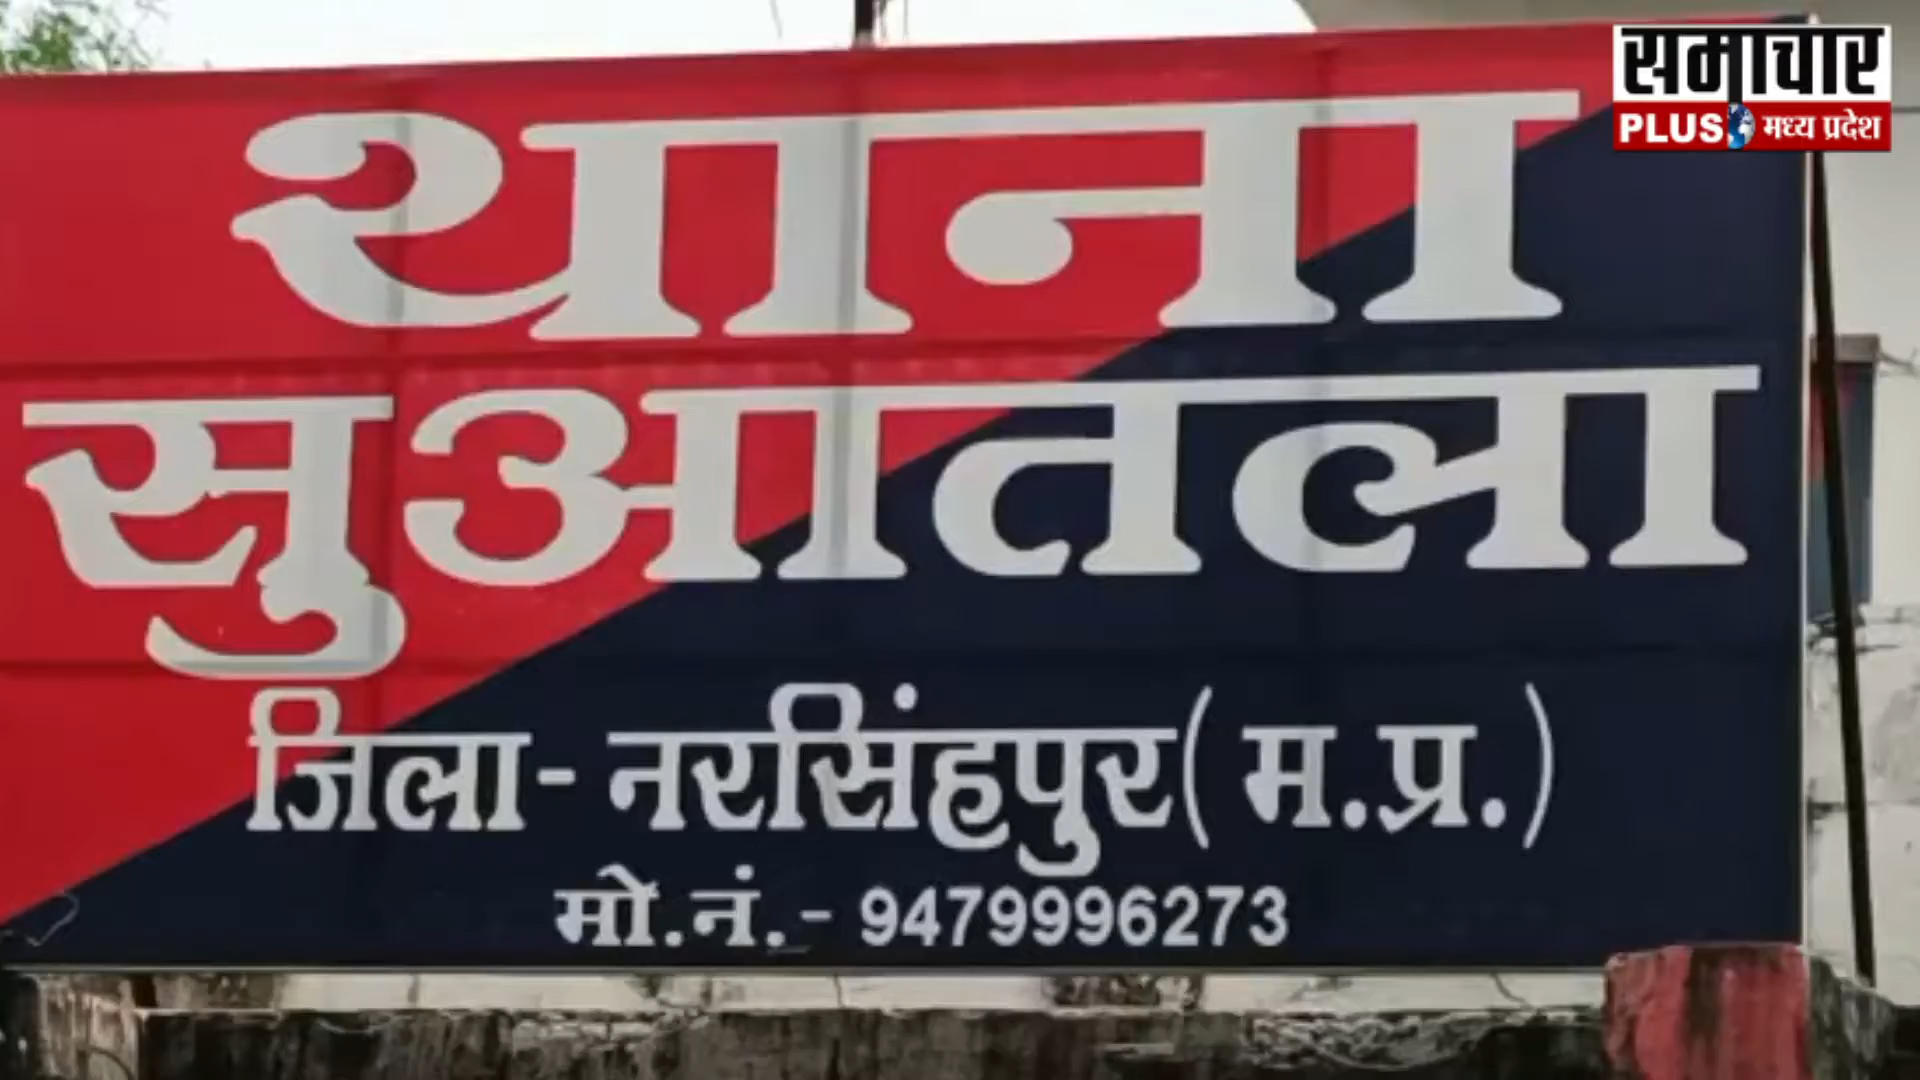 समाचार
PLUS मध्य प्रदेश
थाना
सुआतला
जिला- नरसिंहपुर( म.प्र.)
मो.नं.- 9479996273